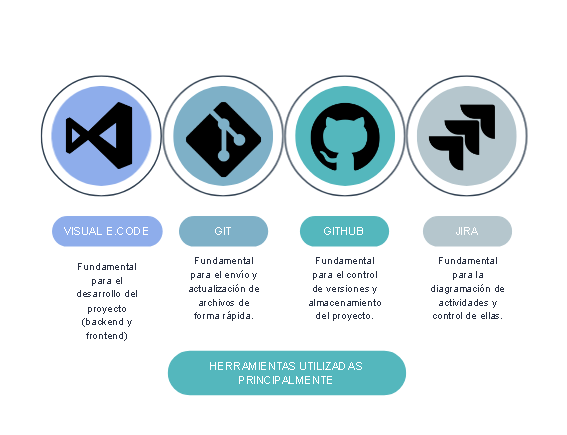 VISUAL E.CODE
Fundamental
para el
desarrollo del
proyecto
(backend y
frontend)
GIT
Fundamental
para el envío y
actualización de
archivos de
forma rápida.
GITHUB
Fundamental
para el control
de versiones y
almacenamiento
del proyecto.
JIRA
Fundamental
para la
diagramación de
actividades y
control de ellas.
HERRAMIENTAS UTILIZADAS
PRINCIPALMENTE